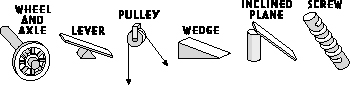 WHEEL
AND
AXLE
LEVER
PULLEY
WEDGE
INCLINED
PLANE
SCREW